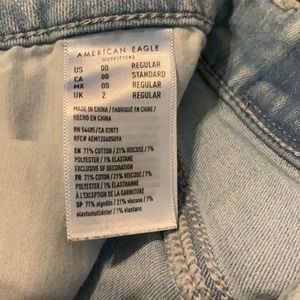 AMERICAN EAGLE
OUTFITTERS
US 00 REGULAR
CA 00 STANDARD
MX 00 REGULAR
UK 2 REGULAR
MADE IN CHINA / FABRIQUÉ EN CHINE /
HECHO EN CHINA
RN 54485/CA 03873
RFC# AEM120605U9A
EN 71% COTTON / 21% VISCOSE / 7%
POLYESTER / 1% ELASTANE
EXCLUSIVE OF DECORATION
FR 71% COTON / 21% VISCOSE / 7%
POLYESTER / 1% ÉLASTHANNE
À L'EXCEPTION DE LA GARNITURE
SP 71% algodón / 21% viscosa / 7%
elastomultiéster / 1% elastano